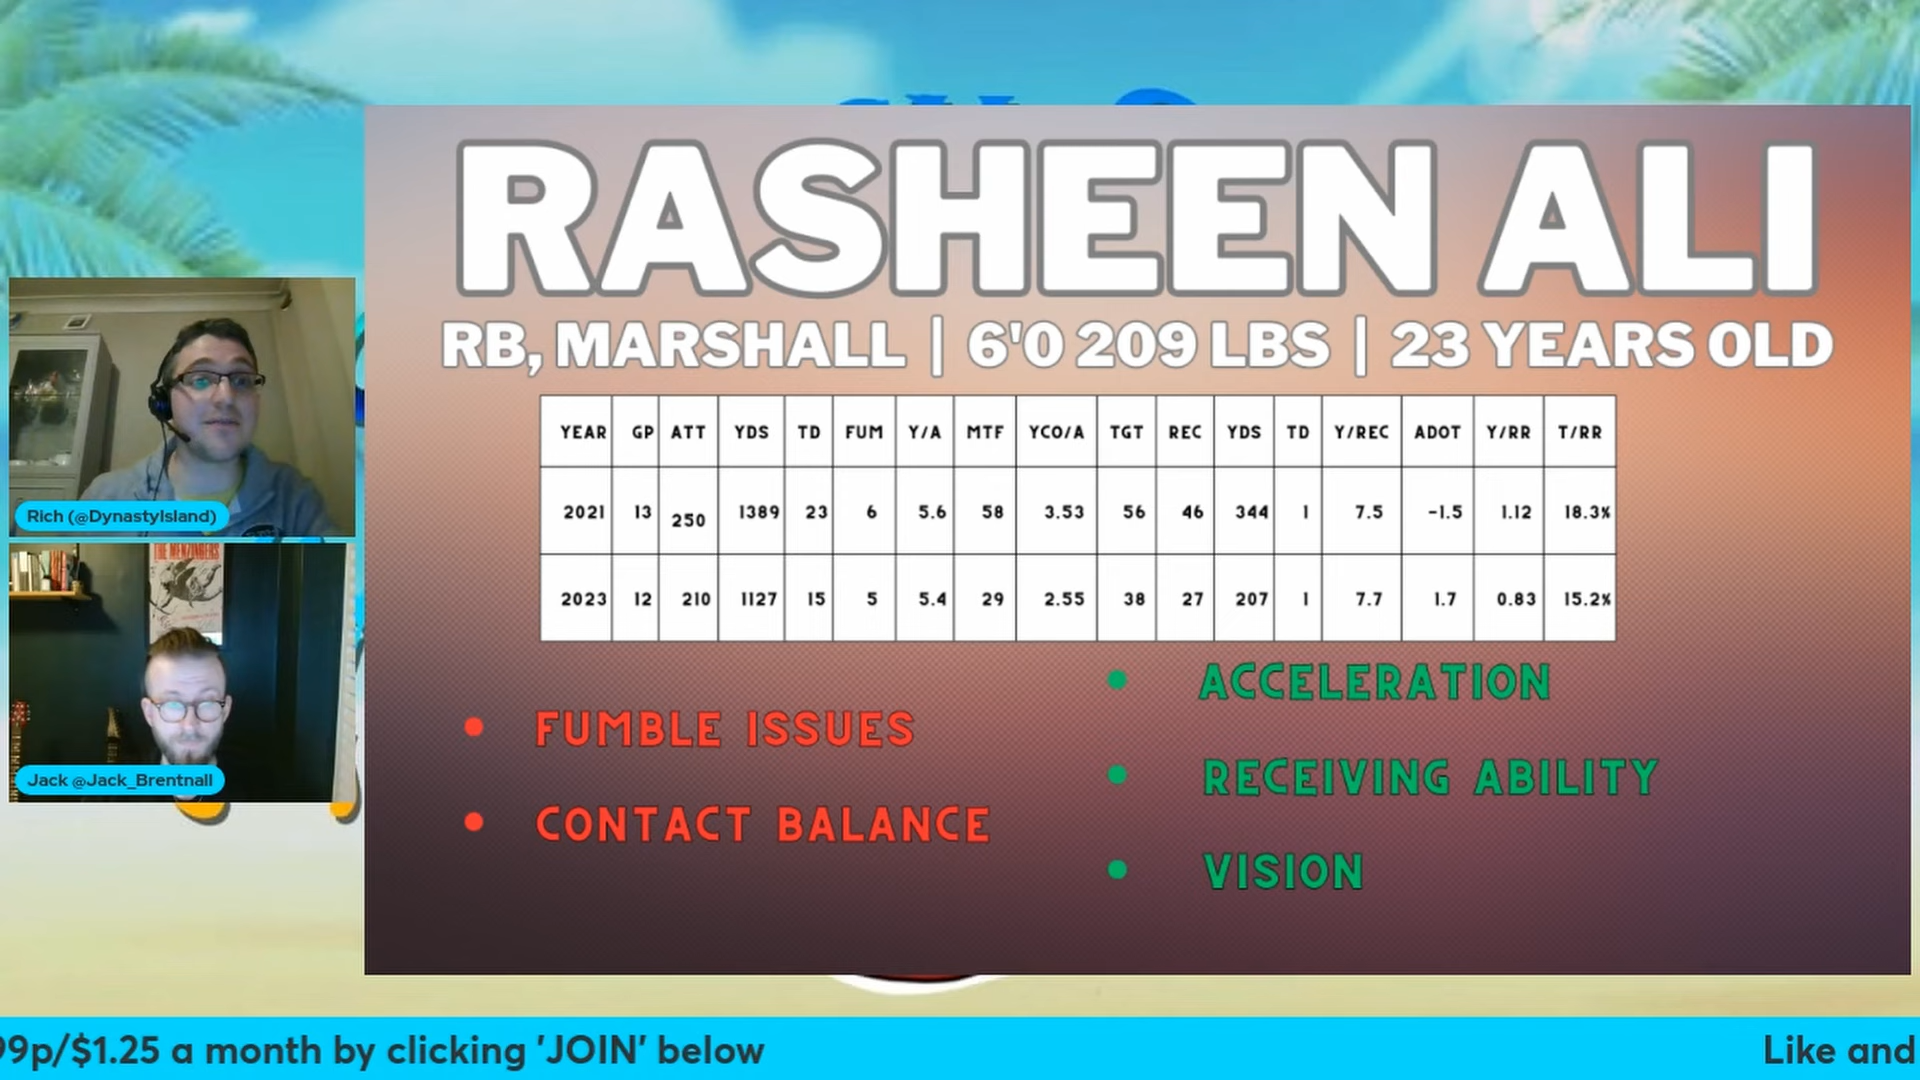 RASHEEN ALI
RB, MARSHALL | 6'0 209 LBS | 23 YEARS OLD
YEAR GP ATT YDS TD FUM Y/A MTF YCO/A TGT REC YDS TD Y/REC ADOT Y/RR T/RR
2021 13 250 1389 23 6 5.6 58 3.53 56 46 344 1 7.5 -1.5 1.12 18.3%
2023 12 210 1127 15 5 5.4 29 2.55 38 27 207 1 7.7 1.7 0.83 15.2%
• FUMBLE ISSUES
• CONTACT BALANCE
• ACCELERATION
• RECEIVING ABILITY
• VISION
Rich (@DynastyIsland)
THE MENZINGERS
Jack @Jack_Brentnall
99p/$1.25 a month by clicking 'JOIN' below
Like and